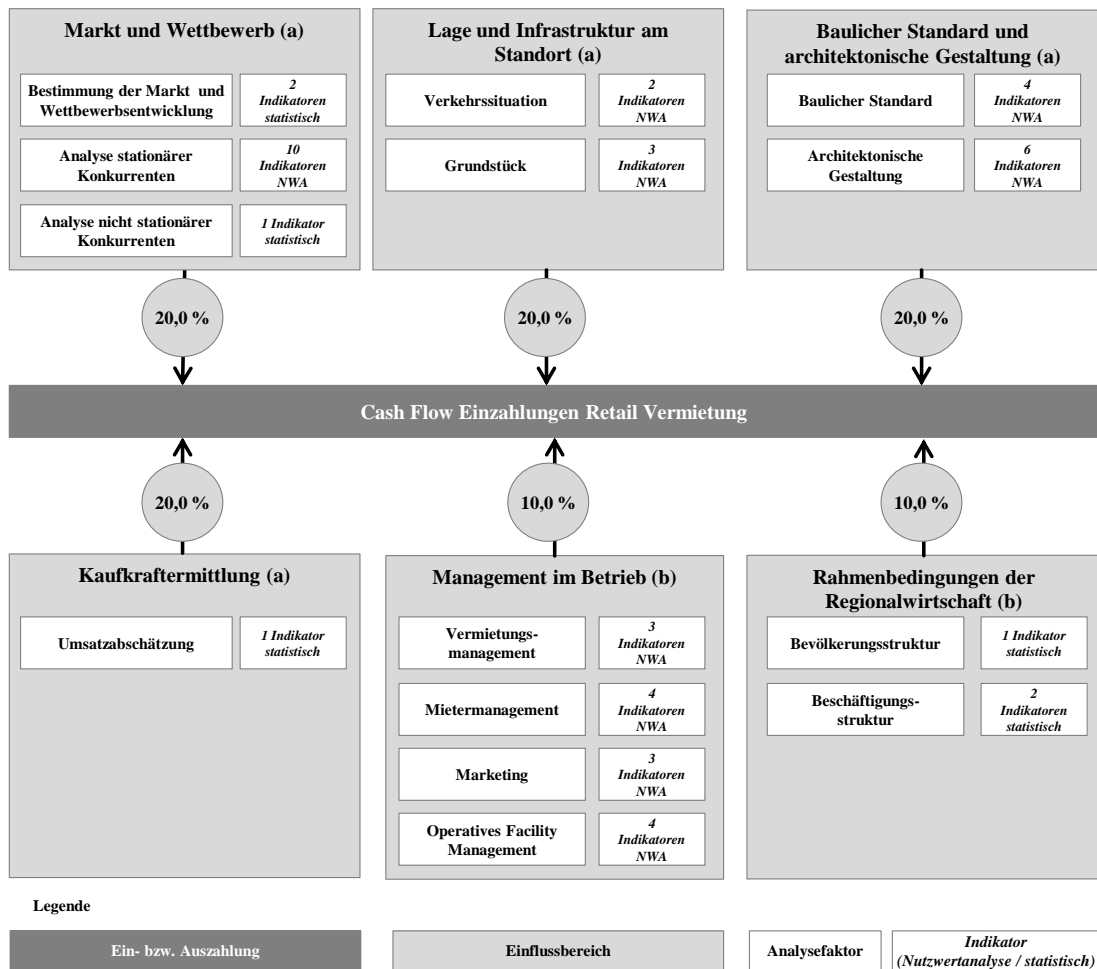 Markt und Wettbewerb (a)
Bestimmung der Markt und
Wettbewerbsentwicklung
2
Indikatoren
statistisch
Analyse stationärer
Konkurrenten
10
Indikatoren
NWA
Analyse nicht stationärer
Konkurrenten
1 Indikator
statistisch
Lage und Infrastruktur am
Standort (a)
Verkehrssituation
2
Indikatoren
NWA
Grundstück
3
Indikatoren
NWA
Baulicher Standard und
architektonische Gestaltung (a)
Baulicher Standard
4
Indikatoren
NWA
Architektonische
Gestaltung
6
Indikatoren
NWA
20,0 %
20,0 %
20,0 %
Cash Flow Einzahlungen Retail Vermietung
20,0 %
10,0 %
10,0 %
Kaufkraftermittlung (a)
Umsatzabschätzung
1 Indikator
statistisch
Management im Betrieb (b)
Vermietungs-
management
3
Indikatoren
NWA
Mietermanagement
4
Indikatoren
NWA
Marketing
3
Indikatoren
NWA
Operatives Facility
Management
4
Indikatoren
NWA
Rahmenbedingungen der
Regionalwirtschaft (b)
Bevölkerungsstruktur
1 Indikator
statistisch
Beschäftigungs-
struktur
2
Indikatoren
statistisch
Legende
Ein- bzw. Auszahlung
Einflussbereich
Analysefaktor
Indikator
(Nutzwertanalyse / statistisch)